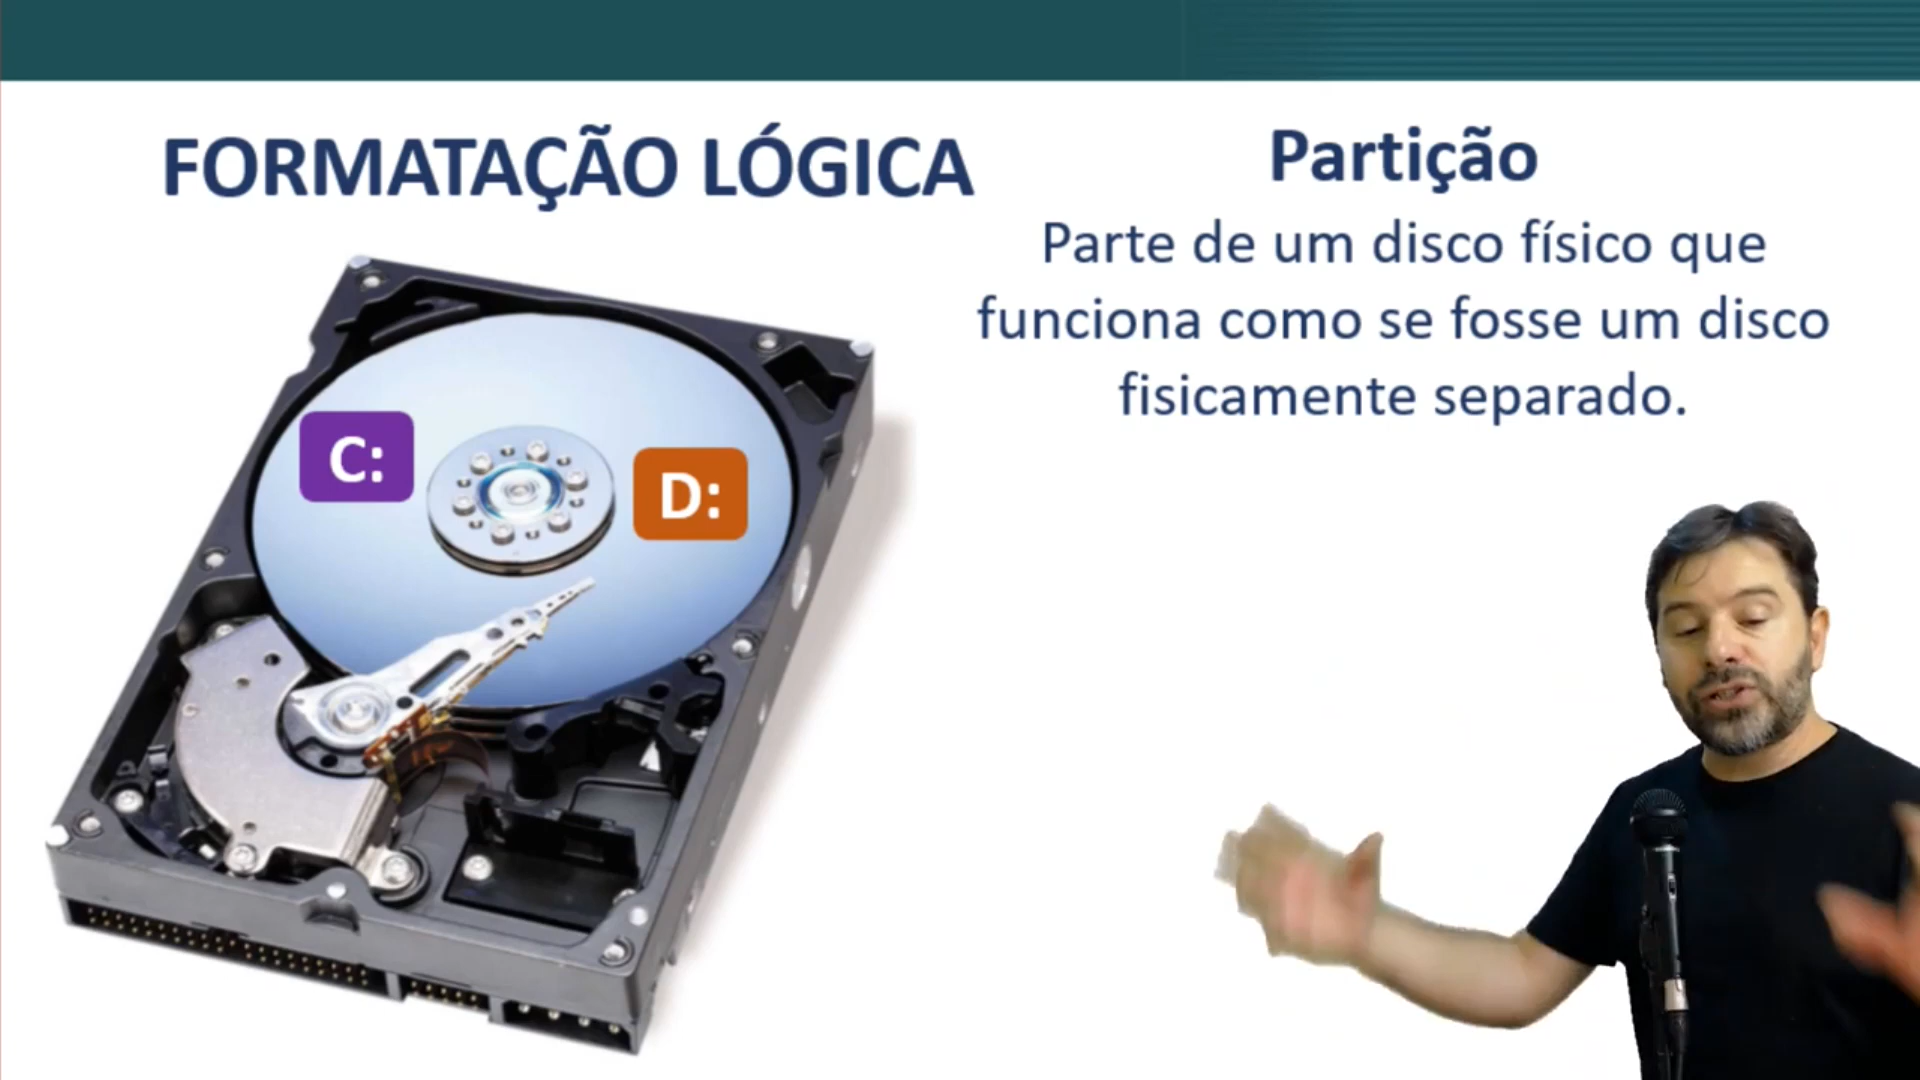 FORMATAÇÃO LÓGICA
Partição
Parte de um disco físico que
funciona como se fosse um disco
fisicamente separado.
C:
D: